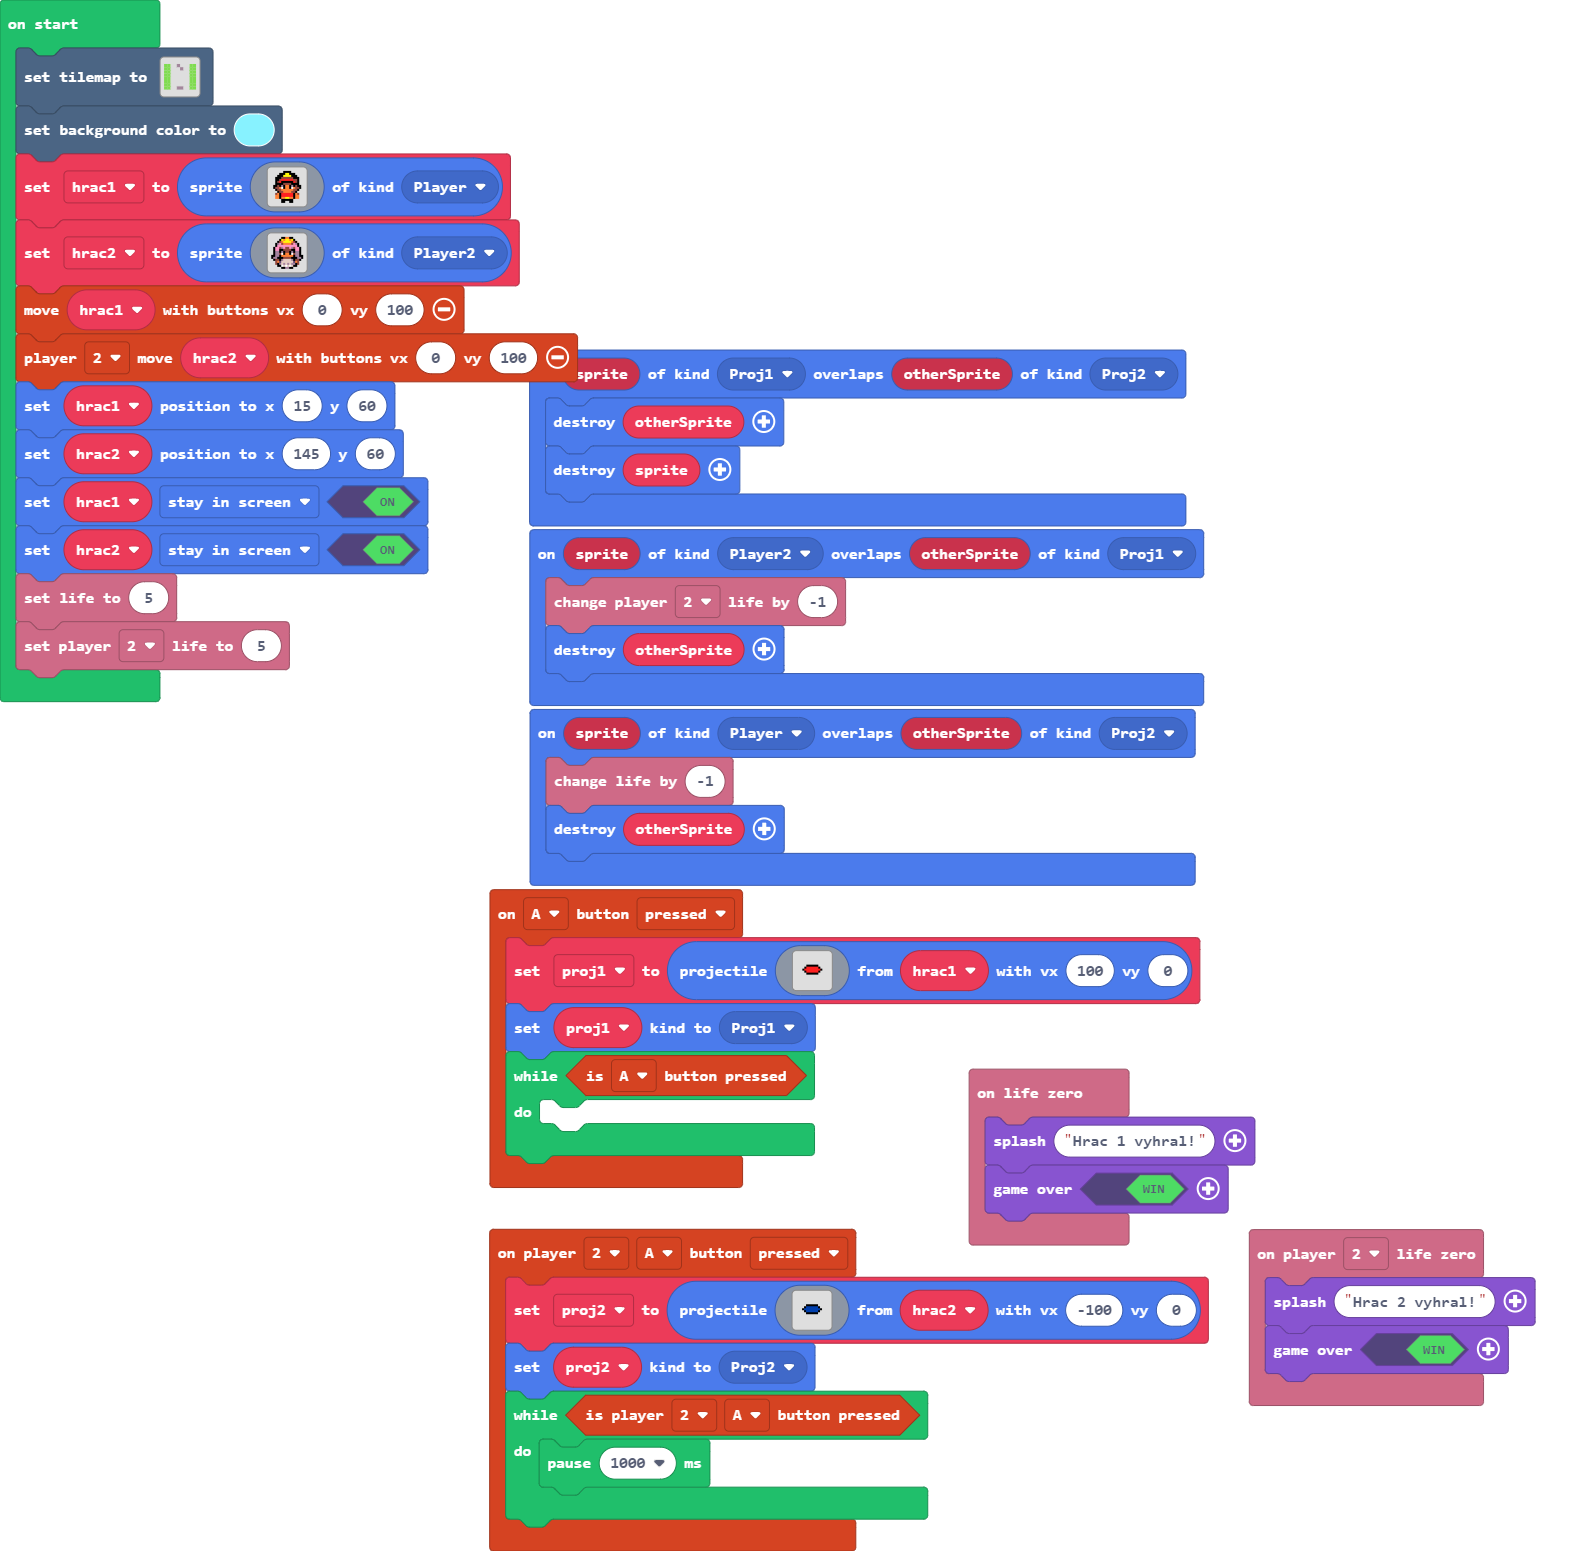 on start
set tilemap to
set background color to
set hrac1 to sprite of kind Player
set hrac2 to sprite of kind Player2
move hrac1 with buttons vx 0 vy 100
player 2 move hrac2 with buttons vx 0 vy 100
set hrac1 position to x 15 y 60
set hrac2 position to x 145 y 60
set hrac1 stay in screen ON
set hrac2 stay in screen ON
set life to 5
set player 2 life to 5
sprite of kind Proj1 overlaps otherSprite of kind Proj2
destroy otherSprite
destroy sprite
on sprite of kind Player2 overlaps otherSprite of kind Proj1
change player 2 life by -1
destroy otherSprite
on sprite of kind Player overlaps otherSprite of kind Proj2
change life by -1
destroy otherSprite
on A button pressed
set proj1 to projectile from hrac1 with vx 100 vy 0
set proj1 kind to Proj1
while is A button pressed
do
on life zero
splash "Hrac 1 vyhral!"
game over WIN
on player 2 A button pressed
set proj2 to projectile from hrac2 with vx -100 vy 0
set proj2 kind to Proj2
while is player 2 A button pressed
do
pause 1000 ms
on player 2 life zero
splash "Hrac 2 vyhral!"
game over WIN